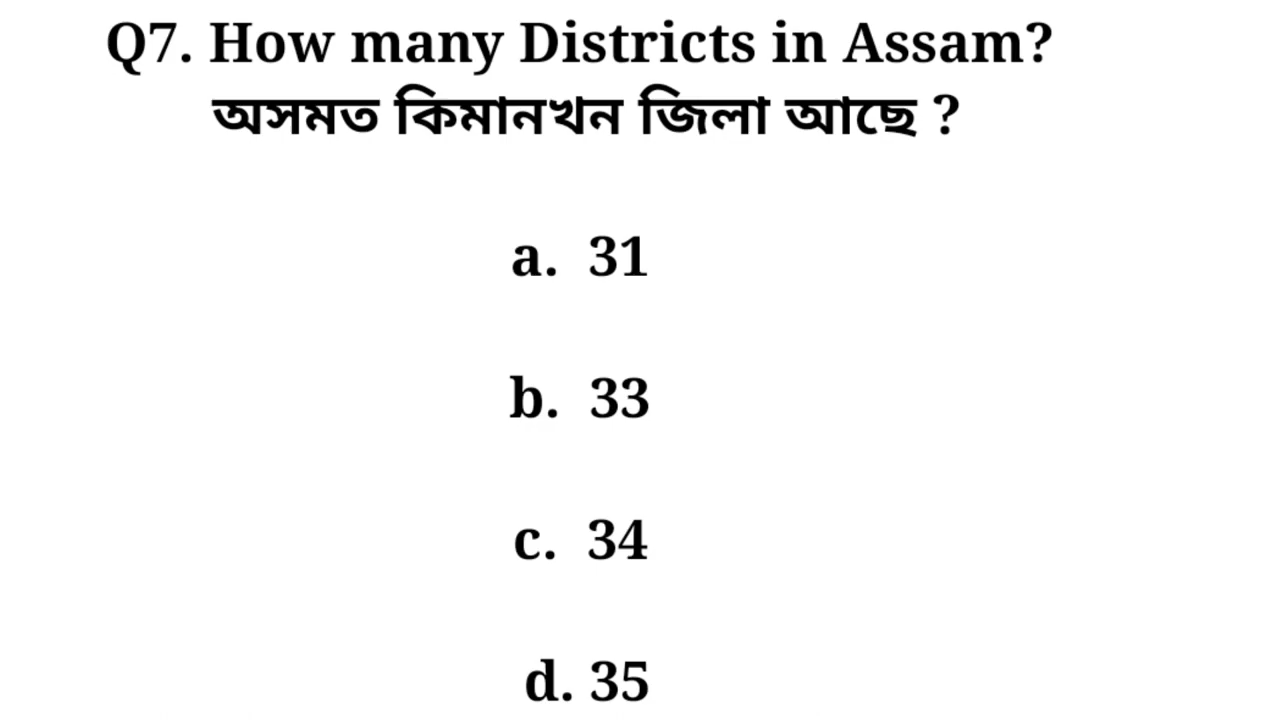 Q7. How many Districts in Assam?
অসমত কিমানখন জিলা আছে ?
a. 31
b. 33
c. 34
d. 35